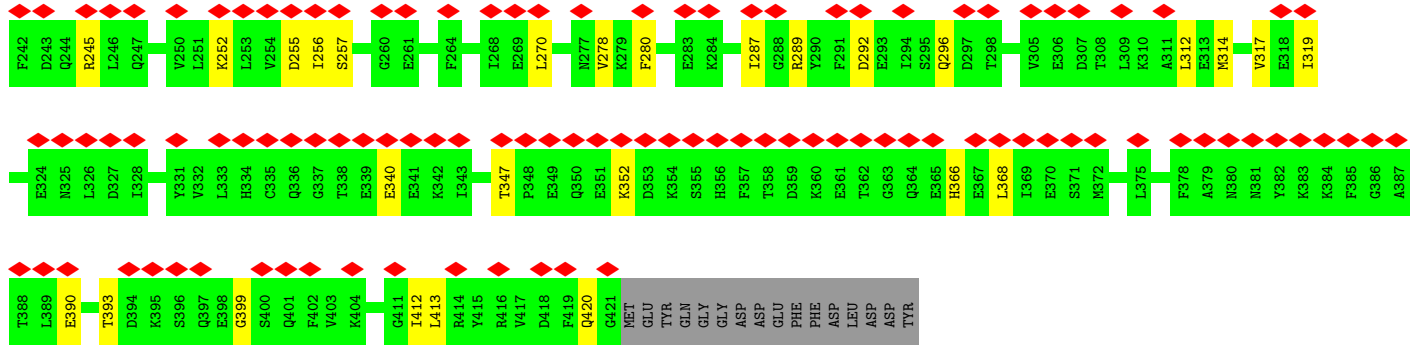 F242 D243 Q244 R245 L246 Q247 V250 L251 K252 L253 V254 D255 I256 S257 G260 E261 F264 I268 E269 L270 N277 V278 K279 F280 E283 K284 I287 G288 R289 Y290 F291 D292 E293 I294 S295 Q296 D297 T298 V305 E306 D307 T308 L309 K310 A311 L312 E313 M314 V317 E318 I319
E324 N325 L326 D327 I328 Y331 V332 L333 H334 C335 Q336 G337 T338 E339 E340 E341 K342 I343 T347 P348 E349 Q350 E351 K352 D353 K354 S355 H356 F357 T358 D359 K360 E361 T362 G363 Q364 E365 H366 E367 L368 I369 E370 S371 M372 L375 F378 A379 N380 N381 Y382 K383 K384 F385 G386 A387
T388 L389 E390 T393 D394 K395 S396 Q397 E398 G399 S400 Q401 F402 V403 K404 G411 I412 L413 R414 Y415 R416 V417 D418 F419 Q420 G421 MET GLU TYR GLN GLY GLY ASP ASP GLU PHE PHE ASP LEU ASP ASP TYR